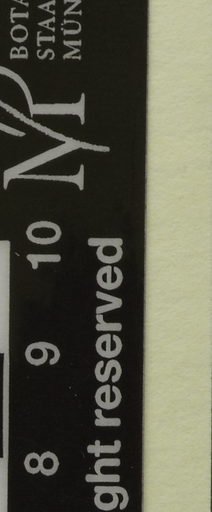 BOTA
STAA
MÜN
M
8 9 10
ght reserved